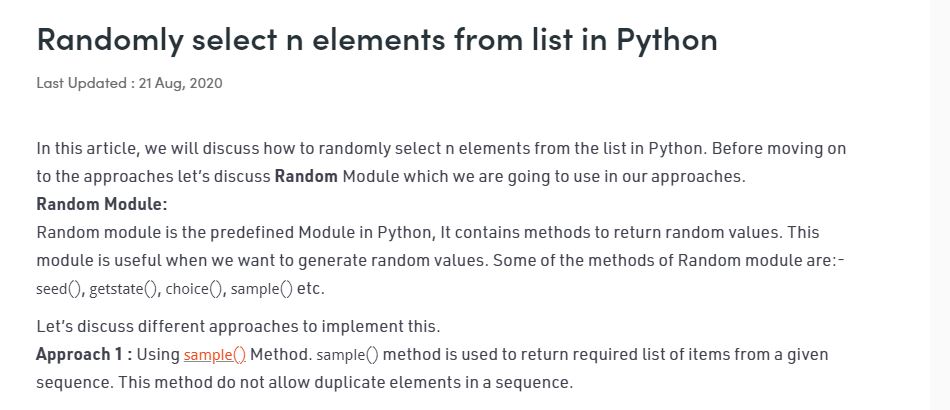 Randomly select n elements from list in Python
Last Updated : 21 Aug, 2020
In this article, we will discuss how to randomly select n elements from the list in Python. Before moving on
to the approaches let's discuss Random Module which we are going to use in our approaches.
Random Module:
Random module is the predefined Module in Python, It contains methods to return random values. This
module is useful when we want to generate random values. Some of the methods of Random module are:-
seed(), getstate(), choice(), sample() etc.
Let's discuss different approaches to implement this.
Approach 1 : Using sample() Method. sample() method is used to return required list of items from a given
sequence. This method do not allow duplicate elements in a sequence.